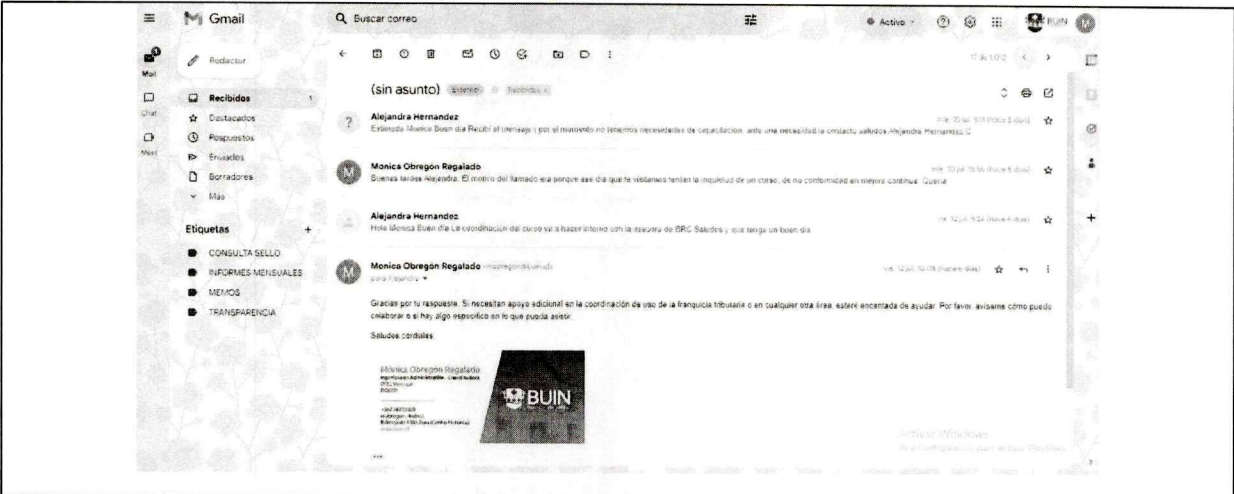 Gmail
Buscar correo
Activo
BUIN
M
Mail
Redactar
(sin asunto) Externo Recibidos x
Recibidos 1
Chat
Destacados
Alejandra Hernandez
Pospuestos
Estimada Monica Buen día Recibí el mensaje y por el momento no tenemos necesidades de capacitación, ante una necesidad la contacto saludos Alejandra Hernandez C
Meet
Enviados
Borradores
Monica Obregón Regalado
Buenas tardes Alejandra. El motivo del llamado era porque ese día que te visitamos tenían la inquietud de un curso, de no conformidad en mejora continua. Quería
Más
Etiquetas +
Alejandra Hernandez
Hola Monica Buen día La coordinación del curso va a hacer interno con la asesora de BRC Saludos y que tenga un buen día
CONSULTA SELLO
INFORMES MENSUALES
Monica Obregón Regalado
para Alejandra
MEMOS
TRANSPARENCIA
Gracias por tu respuesta. Si necesitan apoyo adicional en la coordinación de uso de la franquicia tributaria o en cualquier otra área, estaré encantada de ayudar. Por favor, avísame cómo puedo
colaborar o si hay algo específico en lo que pueda asistir.
Saludos cordiales
Mónica Obregón Regalado
BUIN
Activar Windows